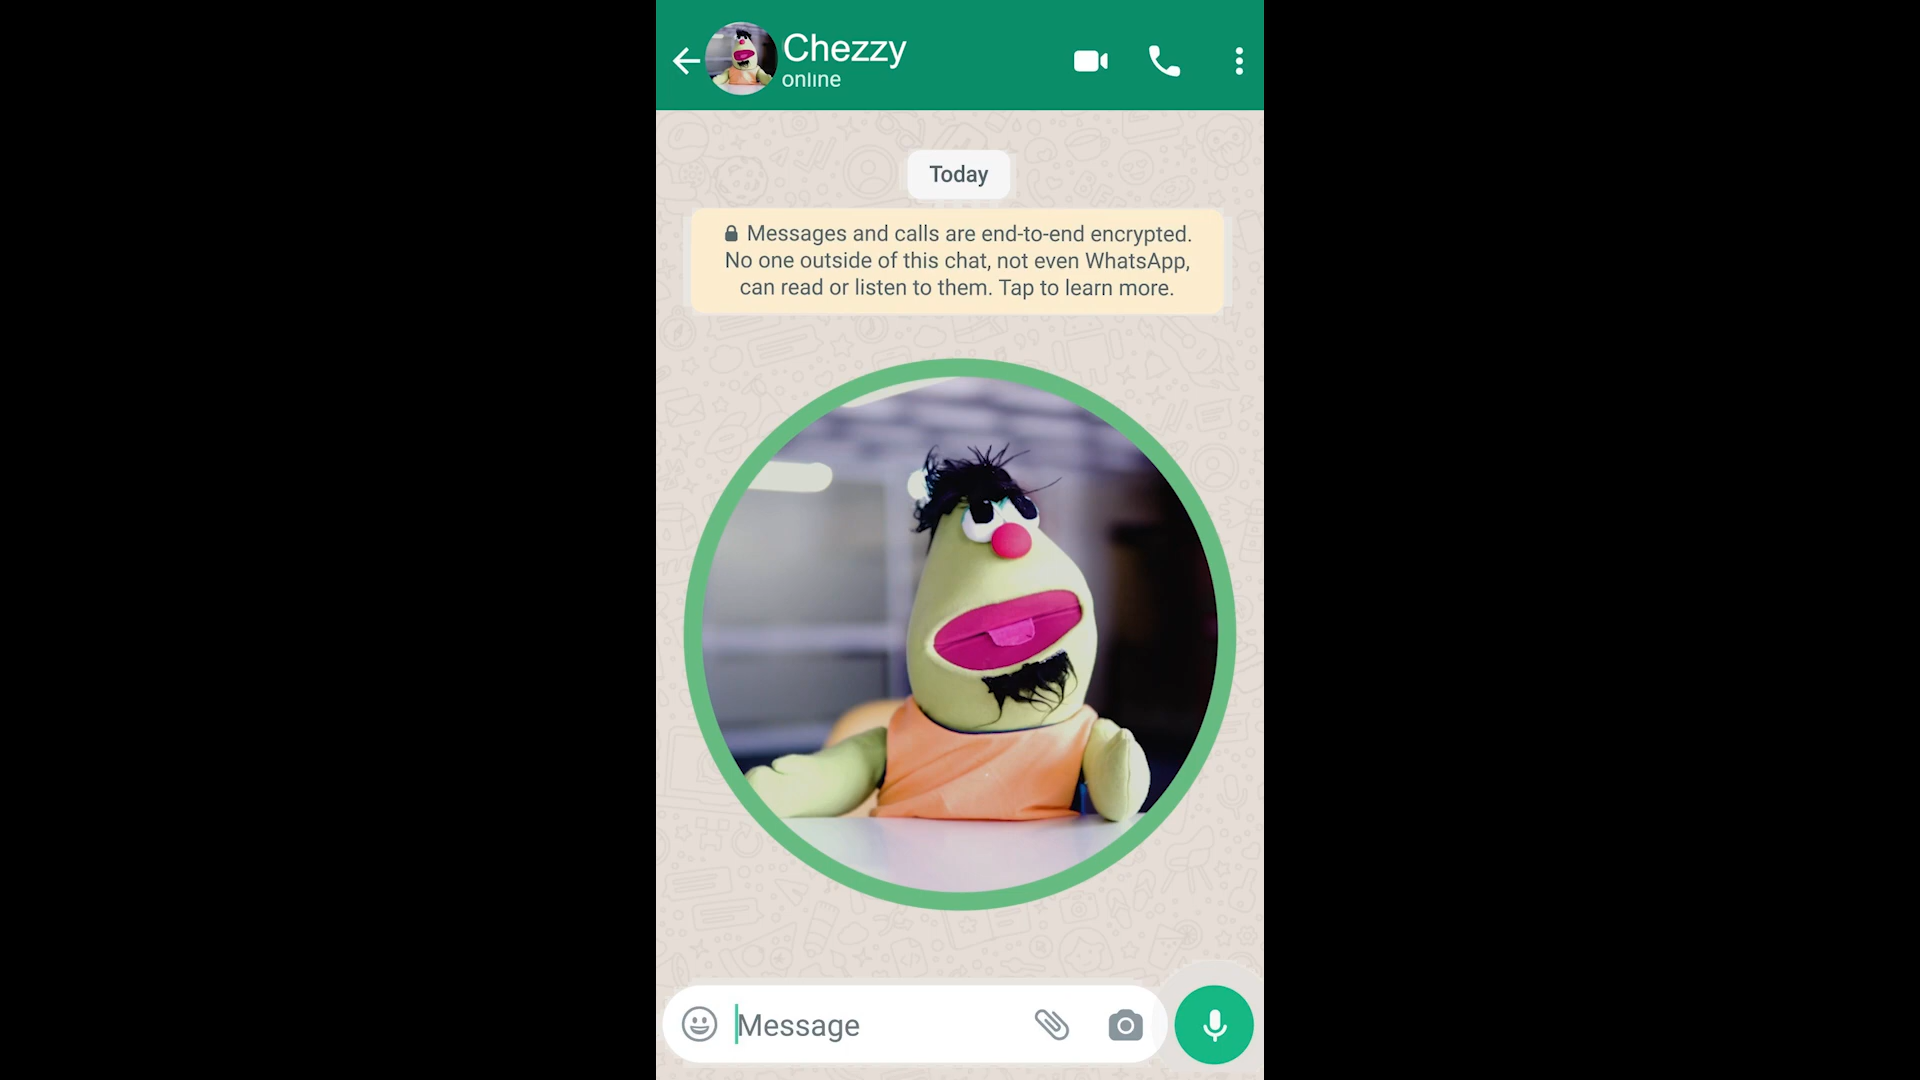 Chezzy
online
Today
Messages and calls are end-to-end encrypted.
No one outside of this chat, not even WhatsApp,
can read or listen to them. Tap to learn more.
Message